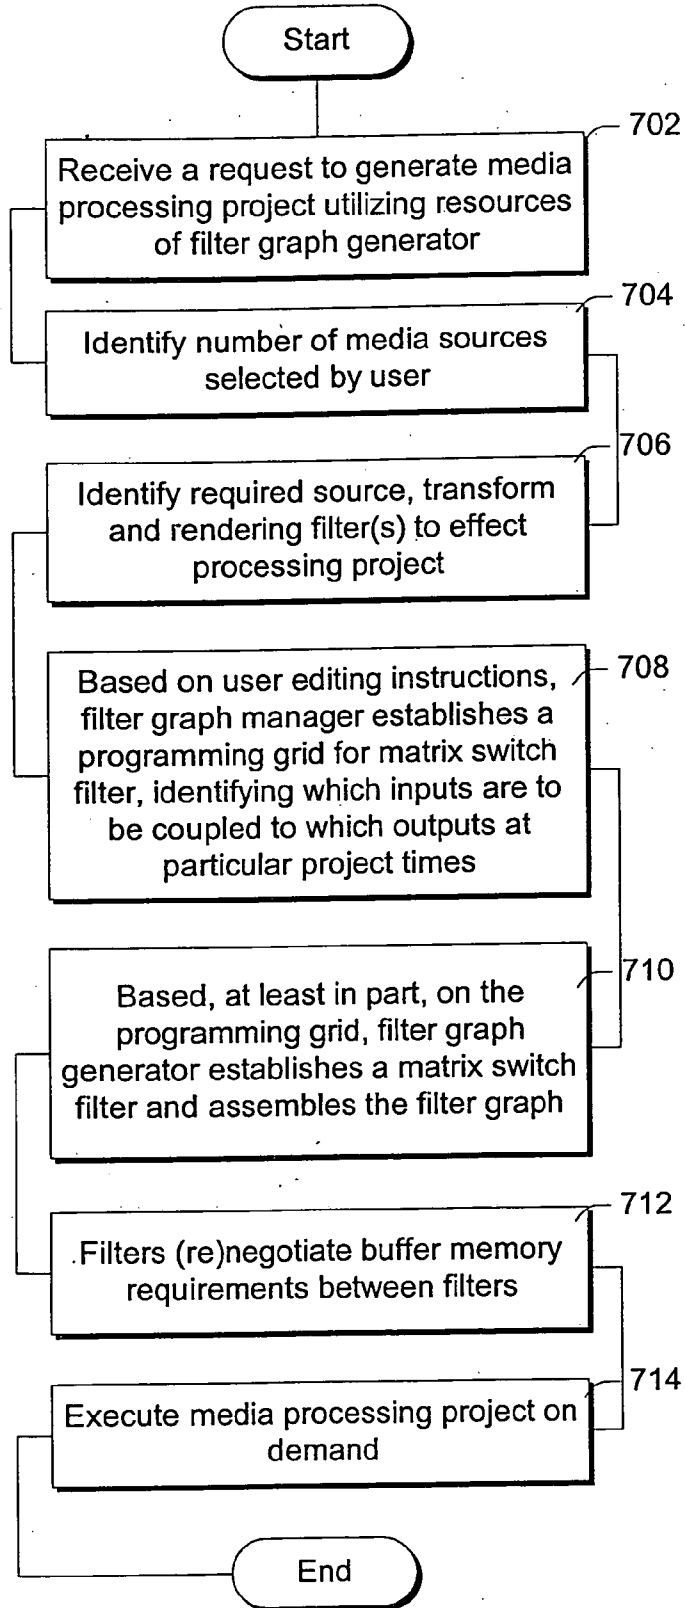 Start
702
Receive a request to generate media
processing project utilizing resources
of filter graph generator
704
Identify number of media sources
selected by user
706
Identify required source, transform
and rendering filter(s) to effect
processing project
708
Based on user editing instructions,
filter graph manager establishes a
programming grid for matrix switch
filter, identifying which inputs are to
be coupled to which outputs at
particular project times
710
Based, at least in part, on the
programming grid, filter graph
generator establishes a matrix switch
filter and assembles the filter graph
712
Filters (re)negotiate buffer memory
requirements between filters
714
Execute media processing project on
demand
End